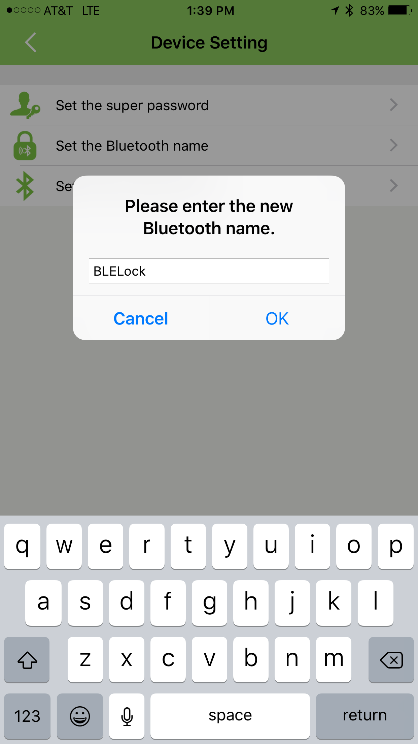 AT&T LTE 1:39 PM 83%
Device Setting
Set the super password
Set the Bluetooth name
Se
Please enter the new
Bluetooth name.
BLELock
Cancel OK
q w e r t y u i o p
a s d f g h j k l
z x c v b n m
123 space return